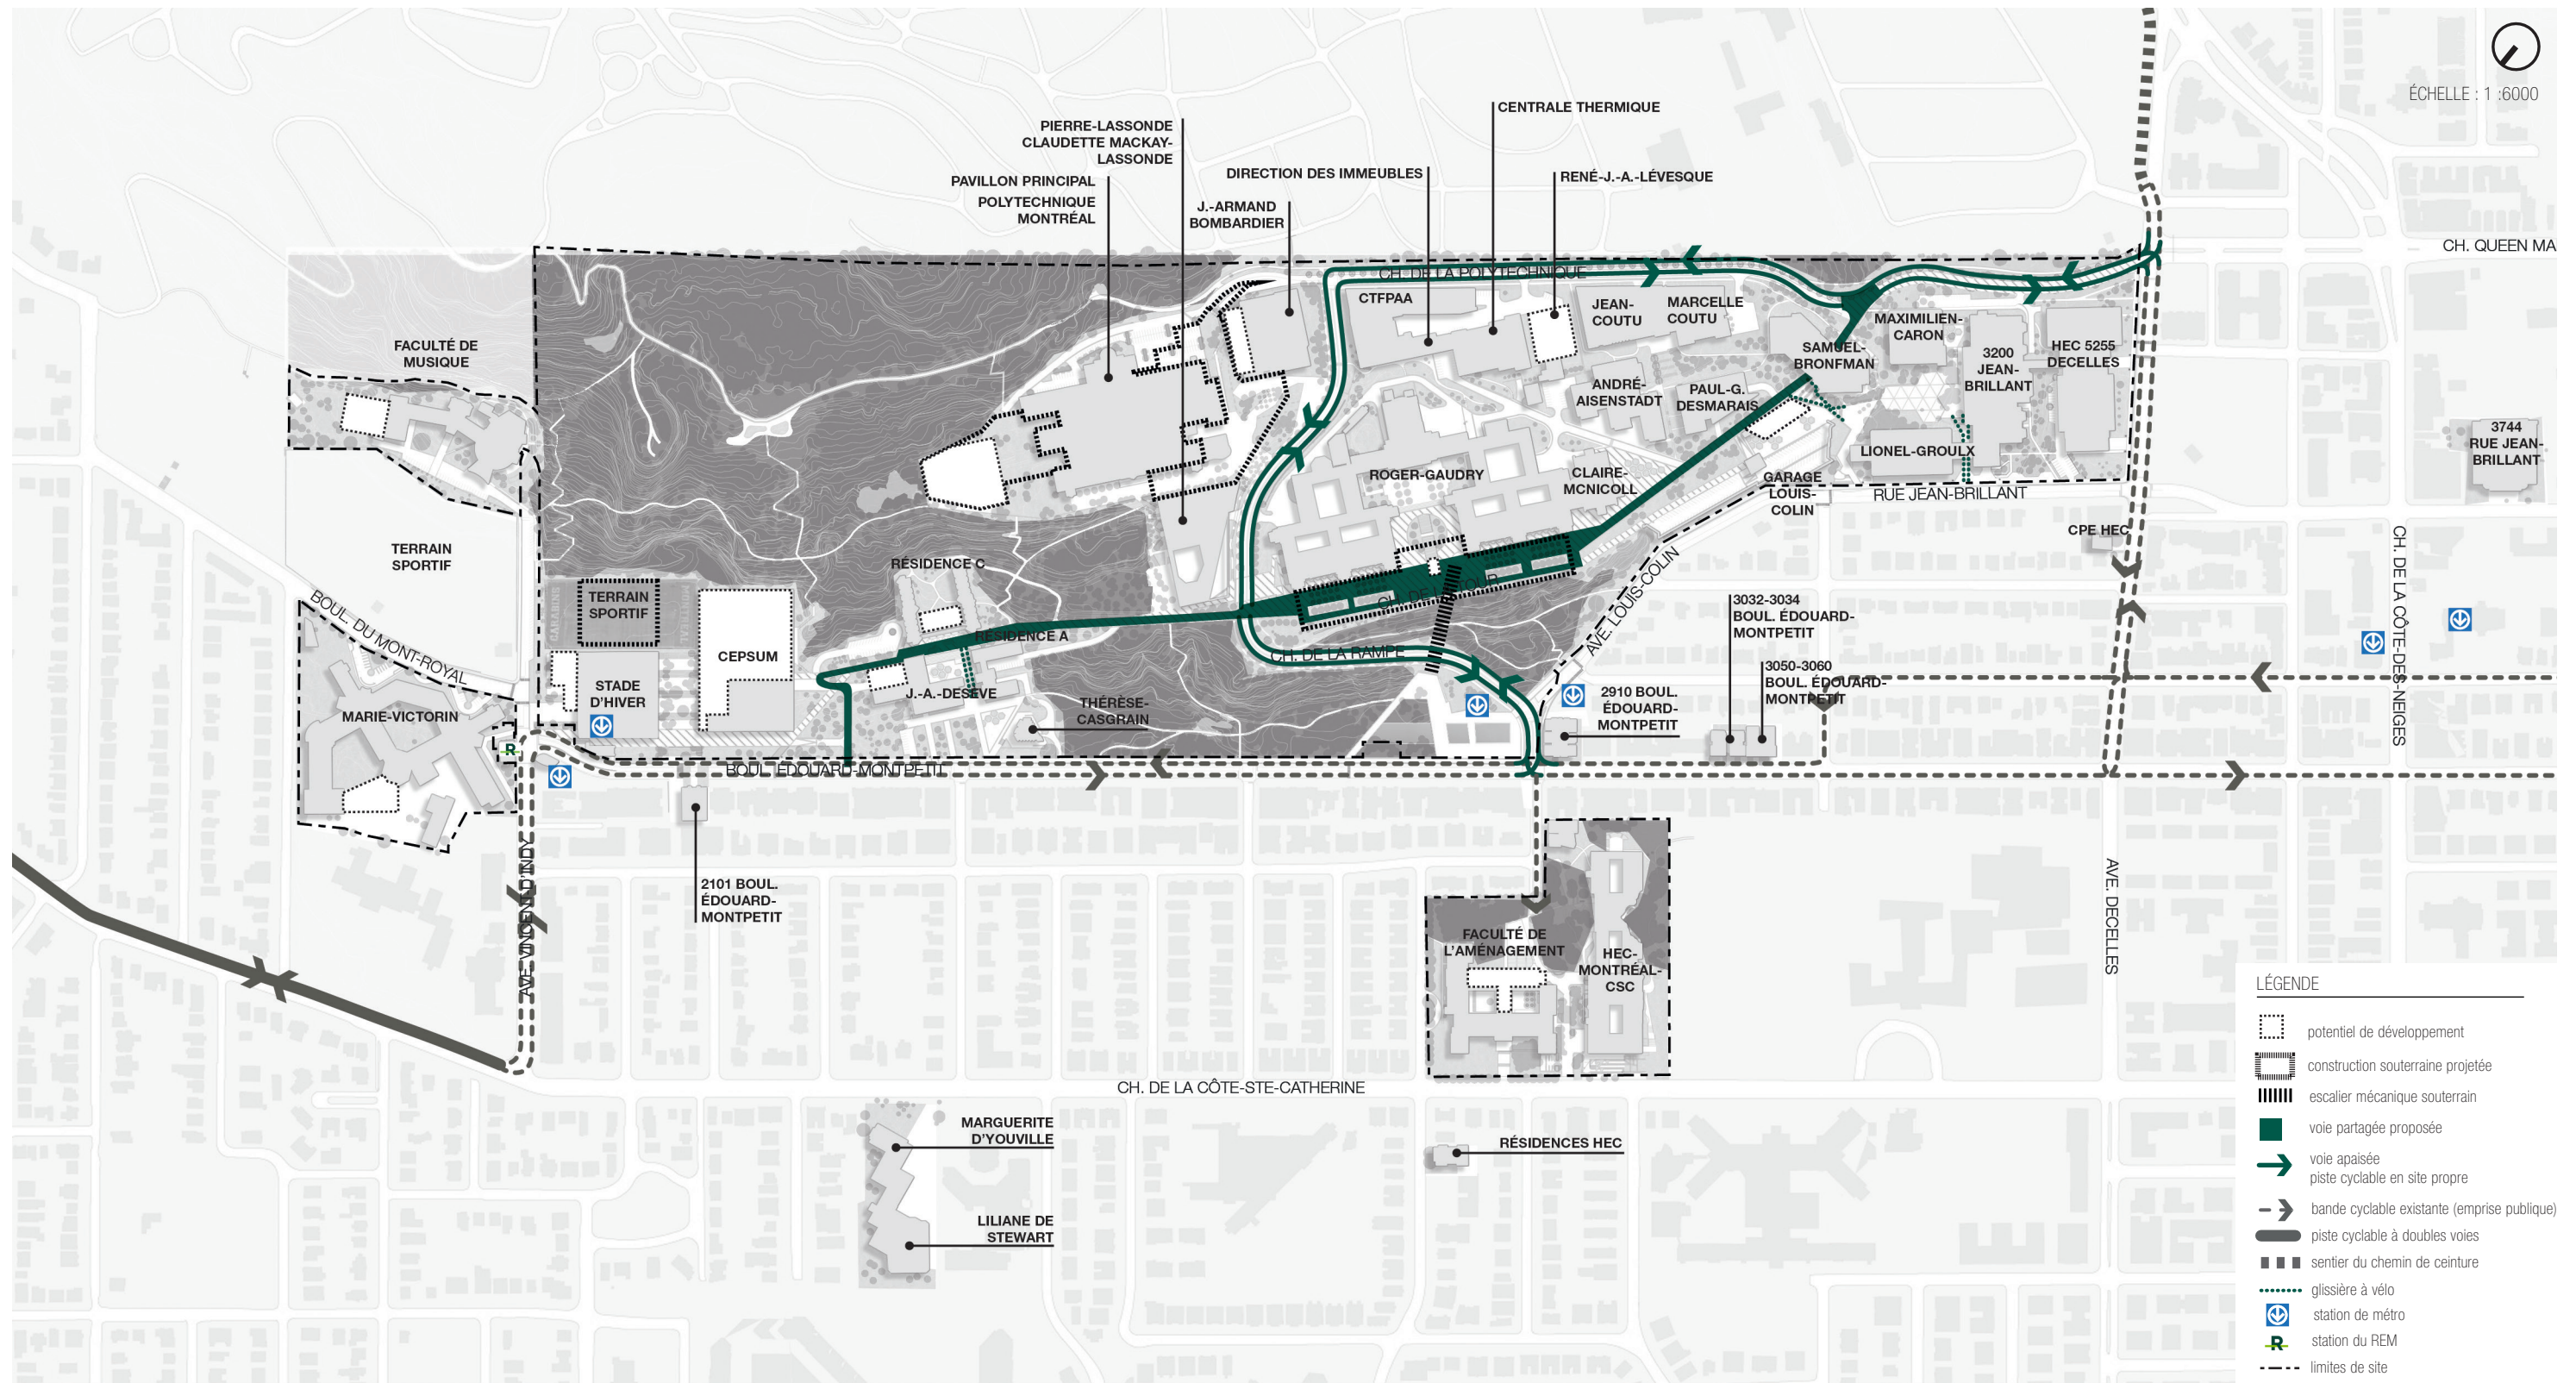 ÉCHELLE : 1 :6000
CENTRALE THERMIQUE
PIERRE-LASSONDE
CLAUDETTE MACKAY-
LASSONDE
DIRECTION DES IMMEUBLES
RENÉ-J.-A.-LÉVESQUE
PAVILLON PRINCIPAL
POLYTECHNIQUE
MONTRÉAL
J.-ARMAND
BOMBARDIER
CH. QUEEN MA
CH. DE LA POLYTECHNIQUE
CTFPAA
JEAN-
COUTU
MARCELLE
COUTU
MAXIMILIEN-
CARON
SAMUEL-
BRONFMAN
3200
JEAN-
BRILLANT
HEC 5255
DECELLES
FACULTÉ DE
MUSIQUE
ANDRÉ-
AISENSTADT
PAUL-G.
DESMARAIS
3744
RUE JEAN-
BRILLANT
LIONEL-GROULX
ROGER-GAUDRY
CLAIRE-
MCNICOLL
GARAGE
LOUIS-
COLIN
RUE JEAN-BRILLANT
CPE HEC
TERRAIN
SPORTIF
RÉSIDENCE C
CH. DE LA TOUR
AVE. LOUIS-COLIN
CH. DE LA CÔTE-DES-NEIGES
CARABINS
TERRAIN
SPORTIF
MONTRÉAL
BOUL. DU MONT-ROYAL
3032-3034
BOUL. ÉDOUARD-
MONTPETIT
RÉSIDENCE A
CEPSUM
CH. DE LA RAMPE
3050-3060
BOUL. ÉDOUARD-
MONTPETIT
STADE
D'HIVER
J.-A.-DESÈVE
THÉRÈSE-
CASGRAIN
2910 BOUL.
ÉDOUARD-
MONTPETIT
MARIE-VICTORIN
R
BOUL. ÉDOUARD-MONTPETIT
AVE. VINCENT D'INDY
2101 BOUL.
ÉDOUARD-
MONTPETIT
AVE. DECELLES
FACULTÉ DE
L'AMÉNAGEMENT
HEC-
MONTRÉAL-
CSC
CH. DE LA CÔTE-STE-CATHERINE
MARGUERITE
D'YOUVILLE
RÉSIDENCES HEC
LILIANE DE
STEWART
LÉGENDE
potentiel de développement
construction souterraine projetée
escalier mécanique souterrain
voie partagée proposée
voie apaisée
piste cyclable en site propre
bande cyclable existante (emprise publique)
piste cyclable à doubles voies
sentier du chemin de ceinture
glissière à vélo
station de métro
R
station du REM
limites de site